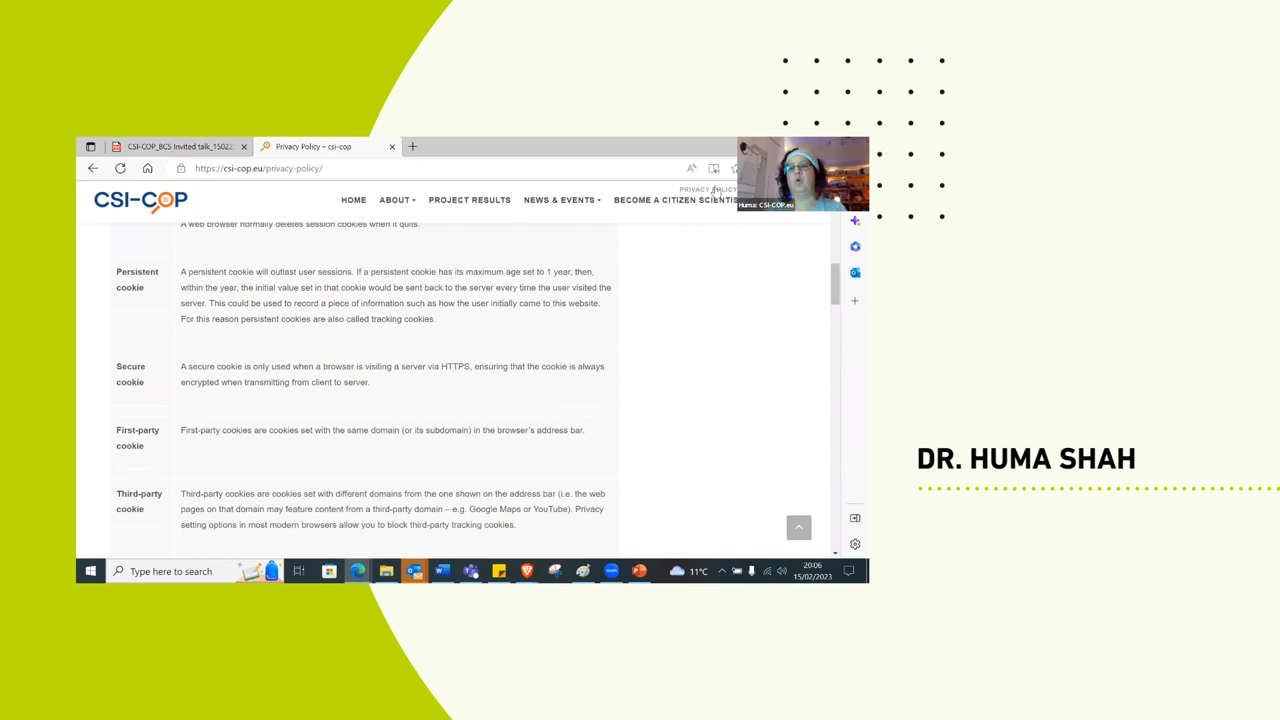 CSI-COP_BCS Invited talk_15022
Privacy Policy – csi-cop
https://csi-cop.eu/privacy-policy/
PRIVACY POLICY
CSI-COP
HOME ABOUT PROJECT RESULTS NEWS & EVENTS BECOME A CITIZEN SCIENTIS
Huma: CSI-COP.eu
A web browser normally deletes session cookies when it quits.
Persistent cookie
A persistent cookie will outlast user sessions. If a persistent cookie has its maximum age set to 1 year, then,
within the year, the initial value set in that cookie would be sent back to the server every time the user visited the
server. This could be used to record a piece of information such as how the user initially came to this website.
For this reason persistent cookies are also called tracking cookies.
Secure cookie
A secure cookie is only used when a browser is visiting a server via HTTPS, ensuring that the cookie is always
encrypted when transmitting from client to server.
First-party cookie
First-party cookies are cookies set with the same domain (or its subdomain) in the browser's address bar.
Third-party cookie
Third-party cookies are cookies set with different domains from the one shown on the address bar (i.e. the web
pages on that domain may feature content from a third-party domain – e.g. Google Maps or YouTube). Privacy
setting options in most modern browsers allow you to block third-party tracking cookies.
DR. HUMA SHAH
Type here to search
11°C
20:06
15/02/2023